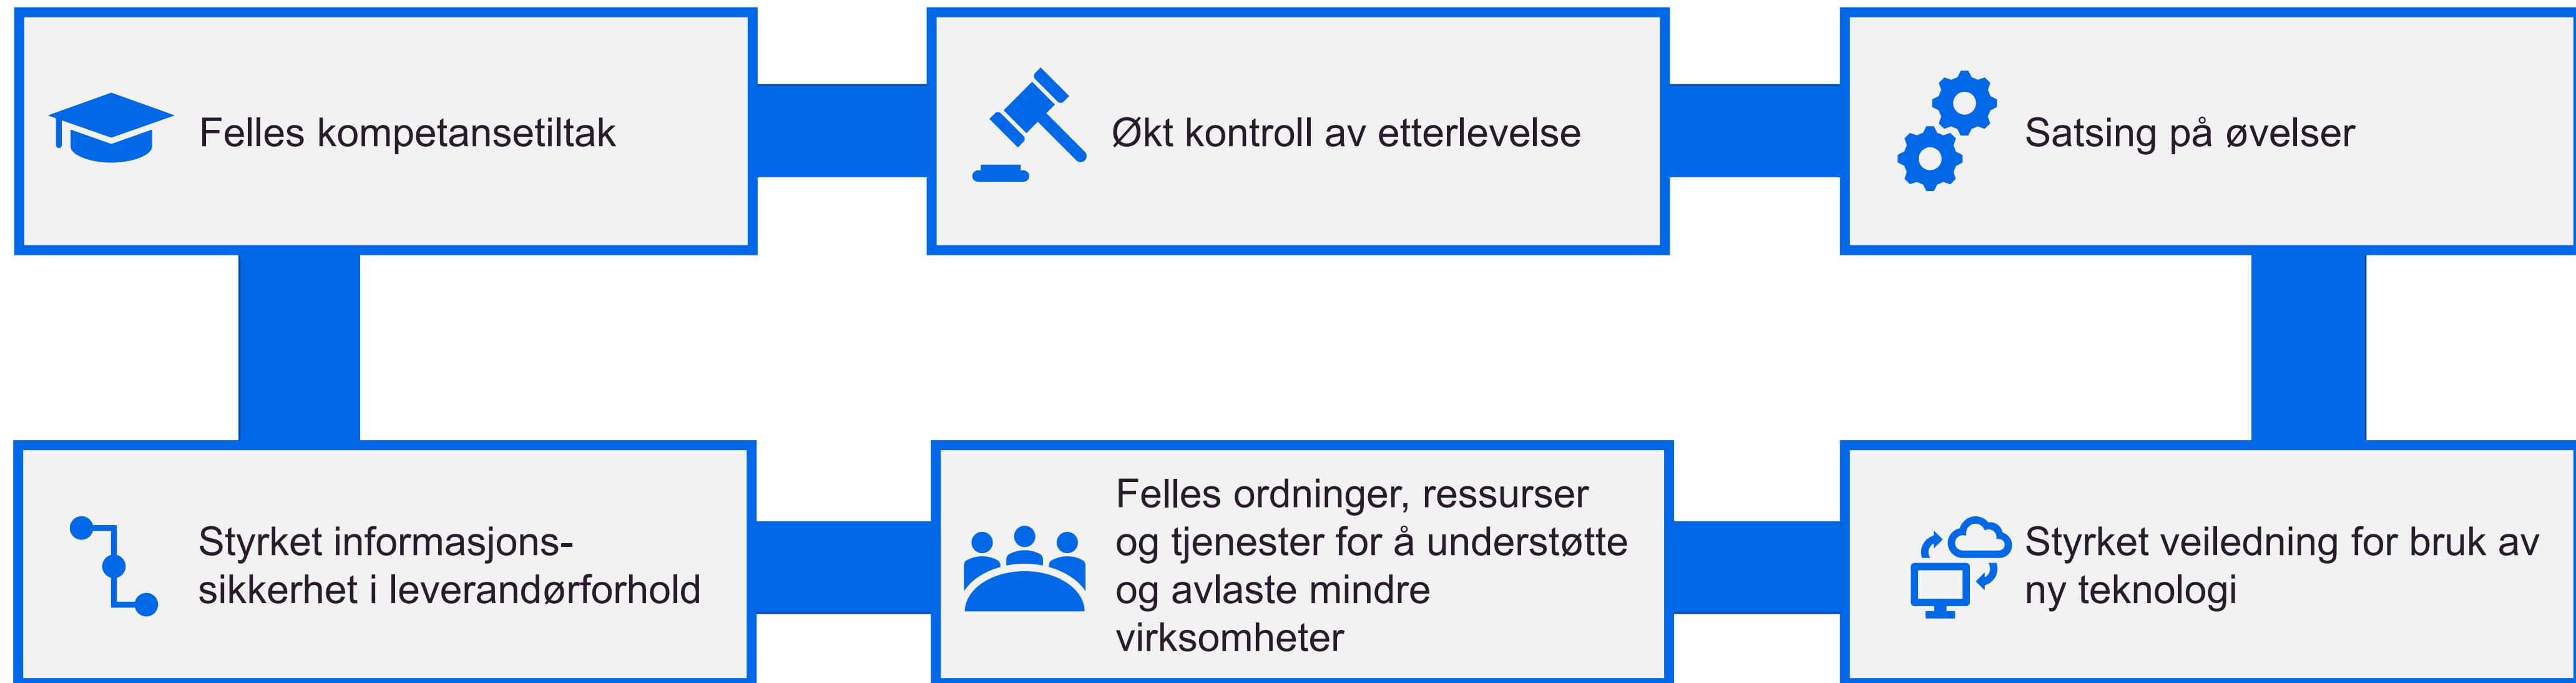 Felles kompetansetiltak
Økt kontroll av etterlevelse
Satsing på øvelser
Styrket informasjons-
sikkerhet i leverandørforhold
Felles ordninger, ressurser
og tjenester for å understøtte
og avlaste mindre
virksomheter
Styrket veiledning for bruk av
ny teknologi